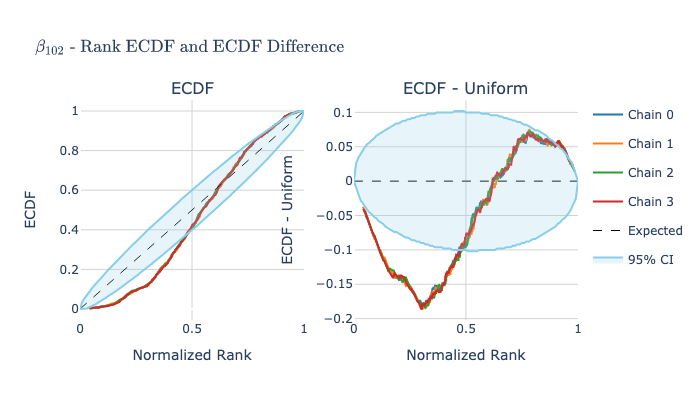 β₁₀₂ - Rank ECDF and ECDF Difference
ECDF
ECDF - Uniform
1
0.8
0.6
0.4
0.2
0
0
0.5
1
ECDF
Normalized Rank
0.1
0.05
0
−0.05
−0.1
−0.15
−0.2
0
0.5
1
ECDF - Uniform
Normalized Rank
Chain 0
Chain 1
Chain 2
Chain 3
Expected
95% CI